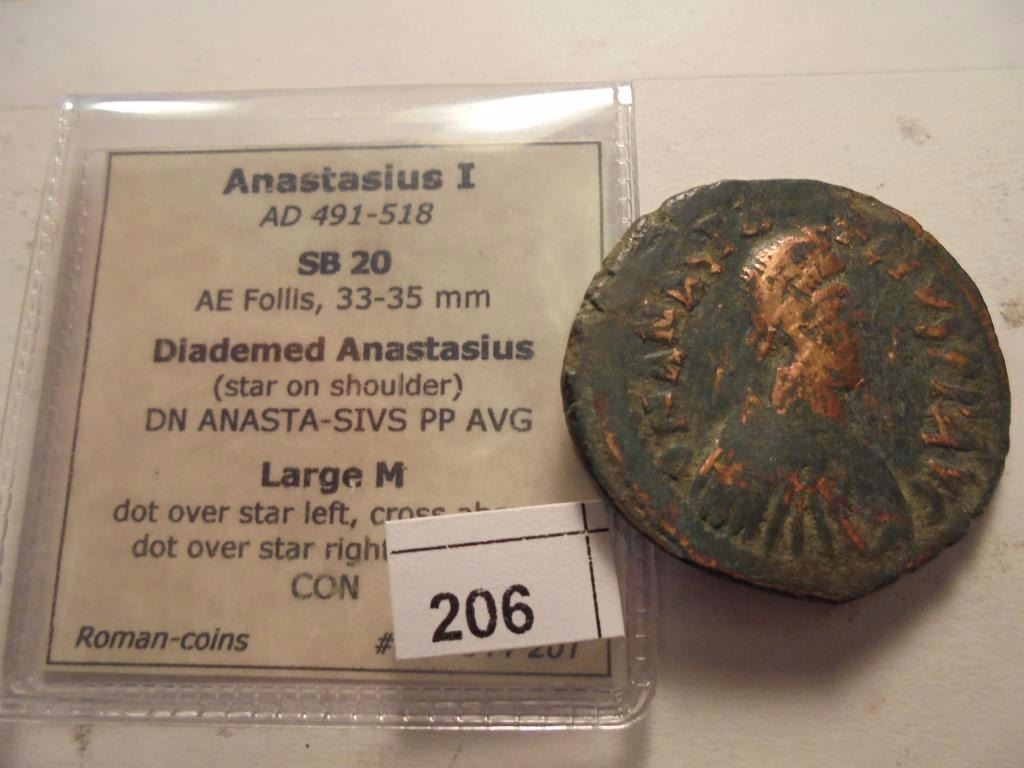 Anastasius I
AD 491-518
SB 20
AE Follis, 33-35 mm
Diademed Anastasius
(star on shoulder)
DN ANASTA-SIVS PP AVG
Large M
dot over star left, cross
dot over star right
CON
Roman-coins
#
206